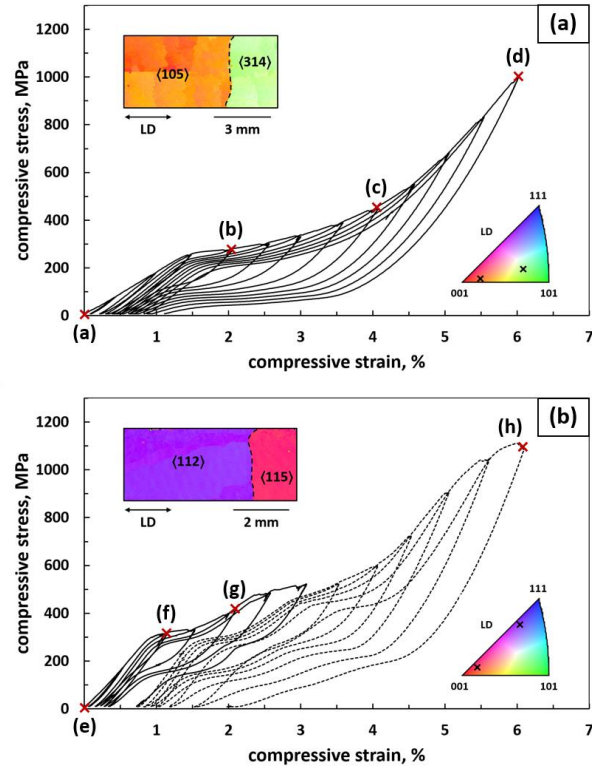 (a)
1200
1000
800
600
400
200
0
compressive stress, MPa
⟨105⟩
⟨314⟩
LD
3 mm
(b)
(c)
(d)
111
LD
001
101
(a)
1
2
3
4
5
6
7
compressive strain, %
(b)
1200
1000
800
600
400
200
0
compressive stress, MPa
⟨112⟩
⟨115⟩
LD
2 mm
(f)
(g)
(h)
111
LD
001
101
(e)
1
2
3
4
5
6
7
compressive strain, %